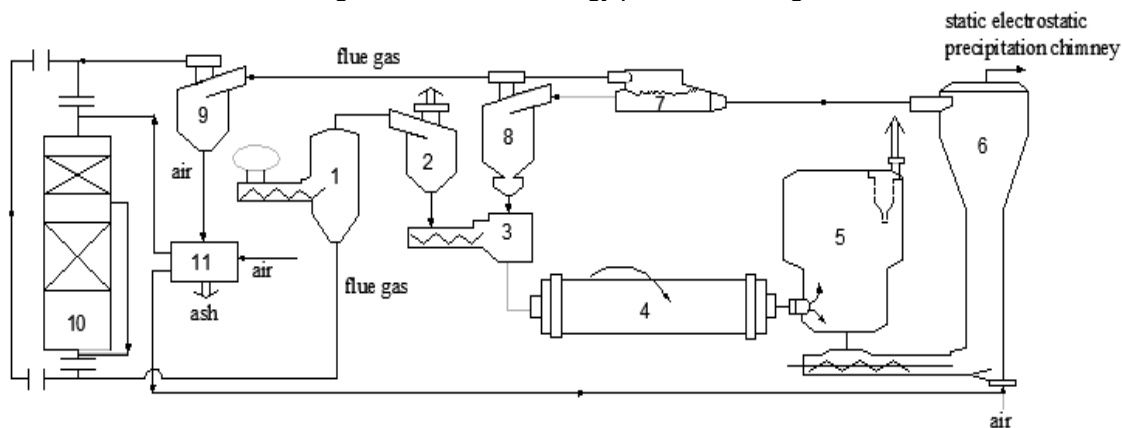 static electrostatic
precipitation chimney
flue gas
9
7
8
6
air
1
2
5
3
11
air
flue gas
4
10
ash
air